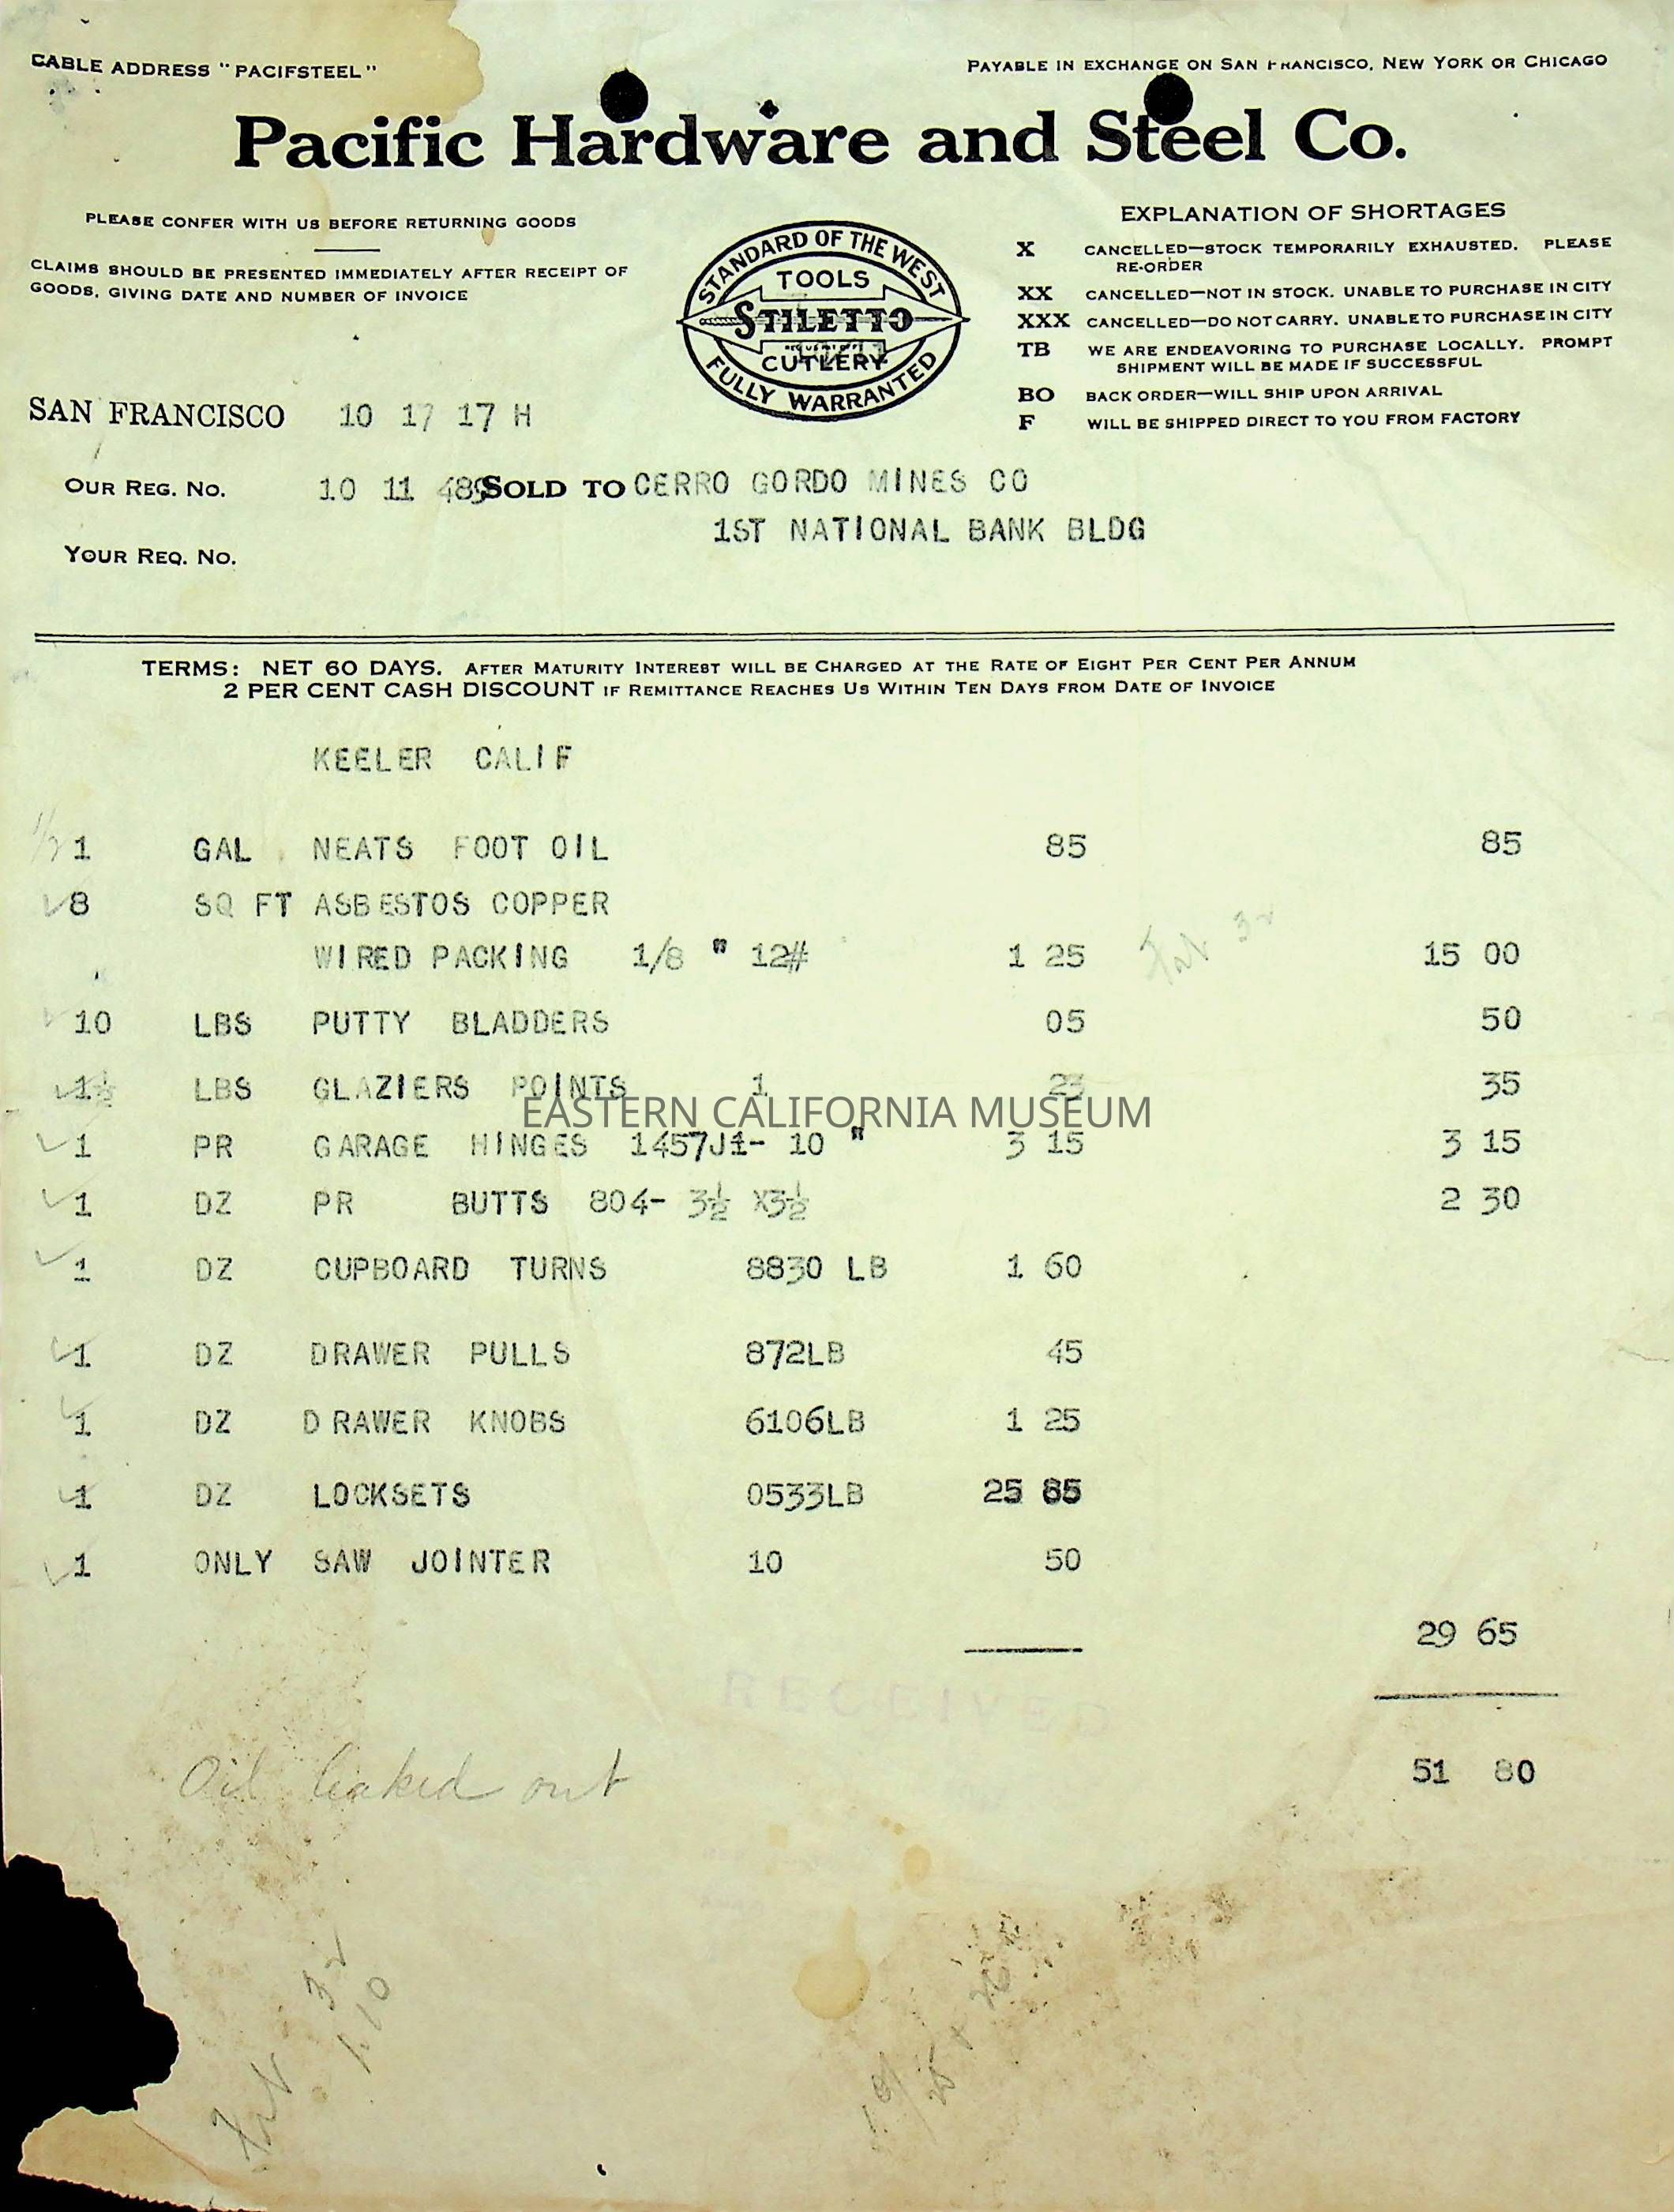 CABLE ADDRESS "PACIFSTEEL"
PAYABLE IN EXCHANGE ON SAN FRANCISCO, NEW YORK OR CHICAGO
Pacific Hardware and Steel Co.
PLEASE CONFER WITH US BEFORE RETURNING GOODS
CLAIMS SHOULD BE PRESENTED IMMEDIATELY AFTER RECEIPT OF
GOODS, GIVING DATE AND NUMBER OF INVOICE
STANDARD OF THE WEST
TOOLS
STILETTO
CUTLERY
FULLY WARRANTED
EXPLANATION OF SHORTAGES
X CANCELLED—STOCK TEMPORARILY EXHAUSTED. PLEASE
RE-ORDER
XX CANCELLED—NOT IN STOCK. UNABLE TO PURCHASE IN CITY
XXX CANCELLED—DO NOT CARRY. UNABLE TO PURCHASE IN CITY
TB WE ARE ENDEAVORING TO PURCHASE LOCALLY. PROMPT
SHIPMENT WILL BE MADE IF SUCCESSFUL
BO BACK ORDER—WILL SHIP UPON ARRIVAL
F WILL BE SHIPPED DIRECT TO YOU FROM FACTORY
SAN FRANCISCO 10 17 17 H
OUR REG. NO. 10 11 489 SOLD TO CERRO GORDO MINES CO
1ST NATIONAL BANK BLDG
YOUR REQ. NO.
TERMS: NET 60 DAYS. AFTER MATURITY INTEREST WILL BE CHARGED AT THE RATE OF EIGHT PER CENT PER ANNUM
2 PER CENT CASH DISCOUNT IF REMITTANCE REACHES US WITHIN TEN DAYS FROM DATE OF INVOICE
KEELER CALIF
1 GAL NEATS FOOT OIL 85 85
8 SQ FT ASBESTOS COPPER
WIRED PACKING 1/8 " 12# 1 25 15 00
10 LBS PUTTY BLADDERS 05 50
1½ LBS GLAZIERS POINTS 1 23 35
EASTERN CALIFORNIA MUSEUM
1 PR GARAGE HINGES 1457J1- 10 " 3 15 3 15
1 DZ PR BUTTS 804- 3½ X3½ 2 30
1 DZ CUPBOARD TURNS 8830 LB 1 60
1 DZ DRAWER PULLS 872LB 45
1 DZ DRAWER KNOBS 6106LB 1 25
1 DZ LOCKSETS 0533LB 25 85
1 ONLY SAW JOINTER 10 50
29 65
RECEIVED
51 80
Oil leaked out